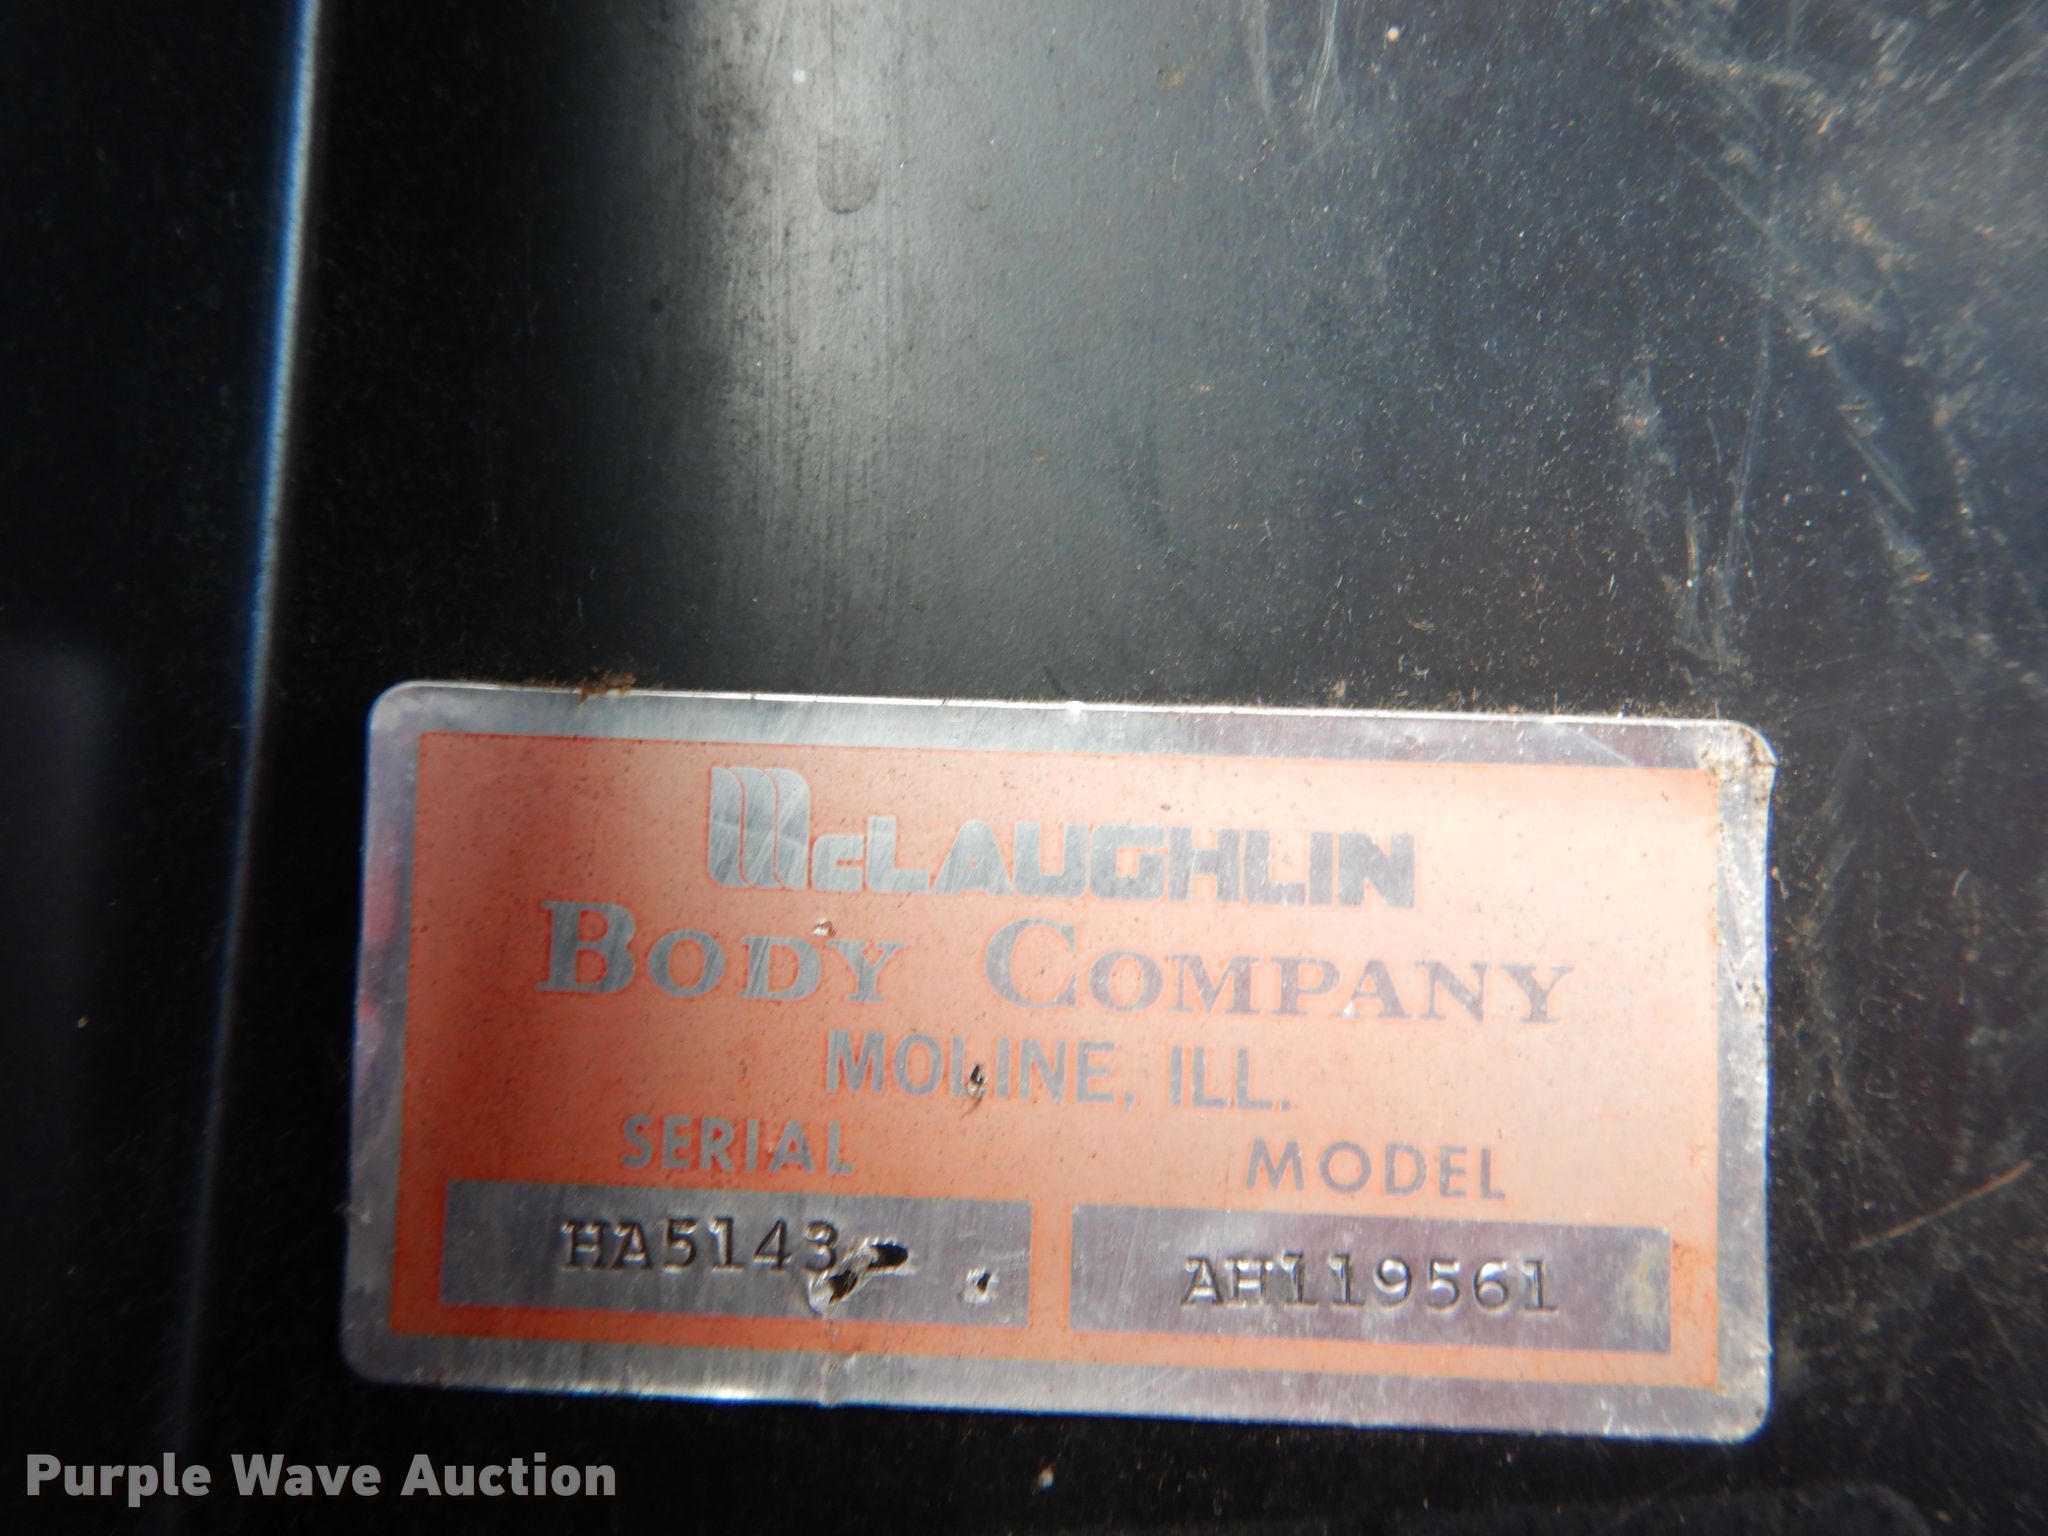 McLAUGHLIN
BODY COMPANY
MOLINE, ILL.
SERIAL MODEL
HA5143 AH119561
Purple Wave Auction